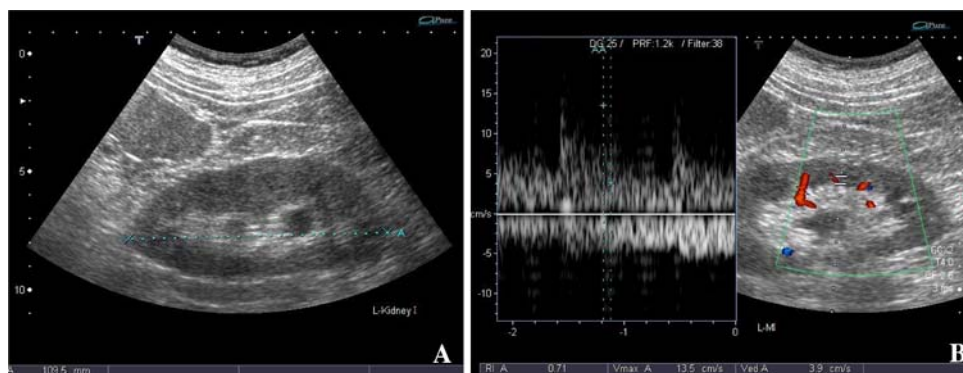 T
0
5
10
A
L-Kidney
A
A 109.5 mm
B
DG:25 / PRF:1.2k / Filter:38
20
15
10
5
cm/s
-5
-10
-2
-1
0
T
L-MI
RI A 0.71 Vmax A 13.5 cm/s Ved A 3.9 cm/s